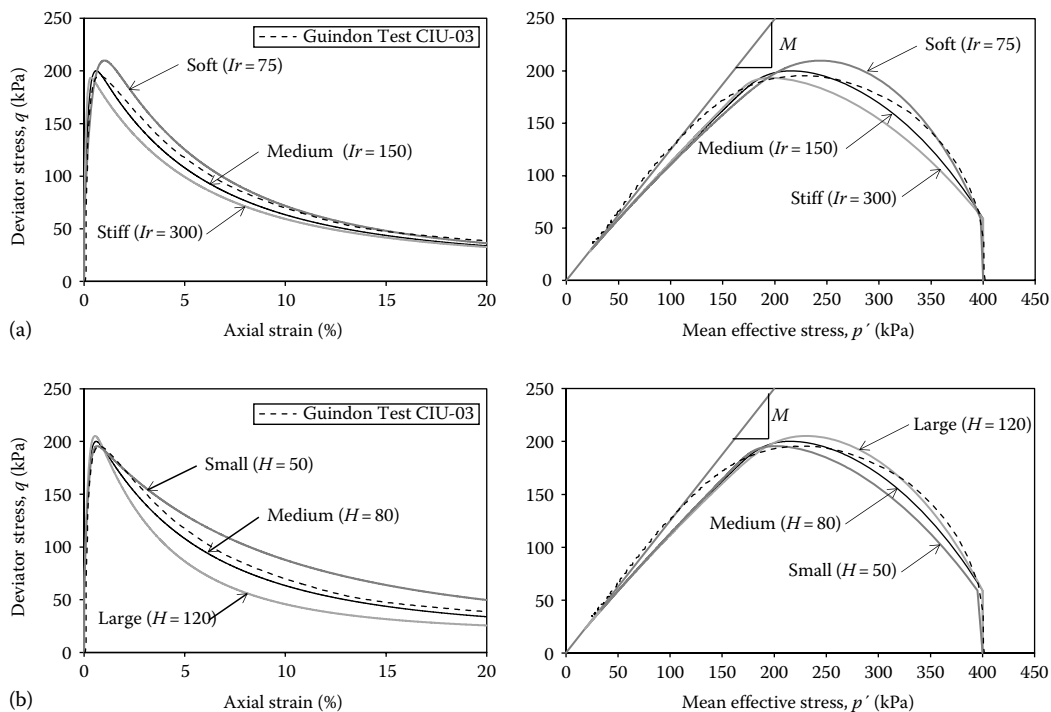 250
200
150
100
50
0
Deviator stress, q (kPa)
Guindon Test CIU-03
Soft (Ir = 75)
Medium (Ir = 150)
Stiff (Ir = 300)
0 5 10 15 20
(a)
Axial strain (%)
250
200
150
100
50
0
M
Soft (Ir = 75)
Medium (Ir = 150)
Stiff (Ir = 300)
0 50 100 150 200 250 300 350 400 450
Mean effective stress, p´ (kPa)
250
200
150
100
50
0
Deviator stress, q (kPa)
Guindon Test CIU-03
Small (H = 50)
Medium (H = 80)
Large (H = 120)
0 5 10 15 20
(b)
Axial strain (%)
250
200
150
100
50
0
M
Large (H = 120)
Medium (H = 80)
Small (H = 50)
0 50 100 150 200 250 300 350 400 450
Mean effective stress, p´ (kPa)